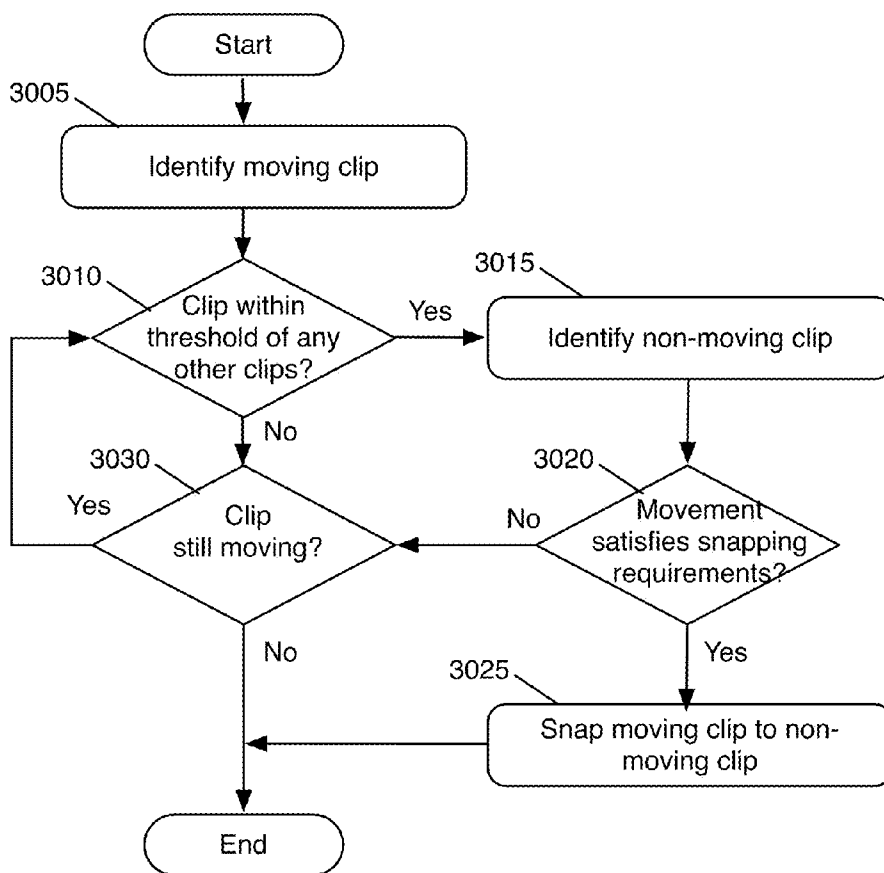 Start
3005
Identify moving clip
3010
Clip within
threshold of any
other clips?
Yes
3015
Identify non-moving clip
No
3030
Yes
Clip
still moving?
No
3020
Movement
satisfies snapping
requirements?
No
Yes
3025
Snap moving clip to non-
moving clip
End